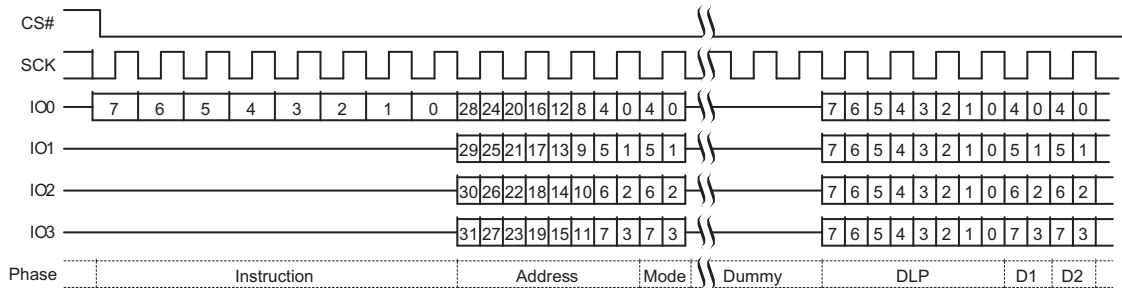 CS#
SCK
IO0 7 6 5 4 3 2 1 0 28 24 20 16 12 8 4 0 4 0 7 6 5 4 3 2 1 0 4 0 4 0
IO1 29 25 21 17 13 9 5 1 5 1 7 6 5 4 3 2 1 0 5 1 5 1
IO2 30 26 22 18 14 10 6 2 6 2 7 6 5 4 3 2 1 0 6 2 6 2
IO3 31 27 23 19 15 11 7 3 7 3 7 6 5 4 3 2 1 0 7 3 7 3
Phase Instruction Address Mode Dummy DLP D1 D2